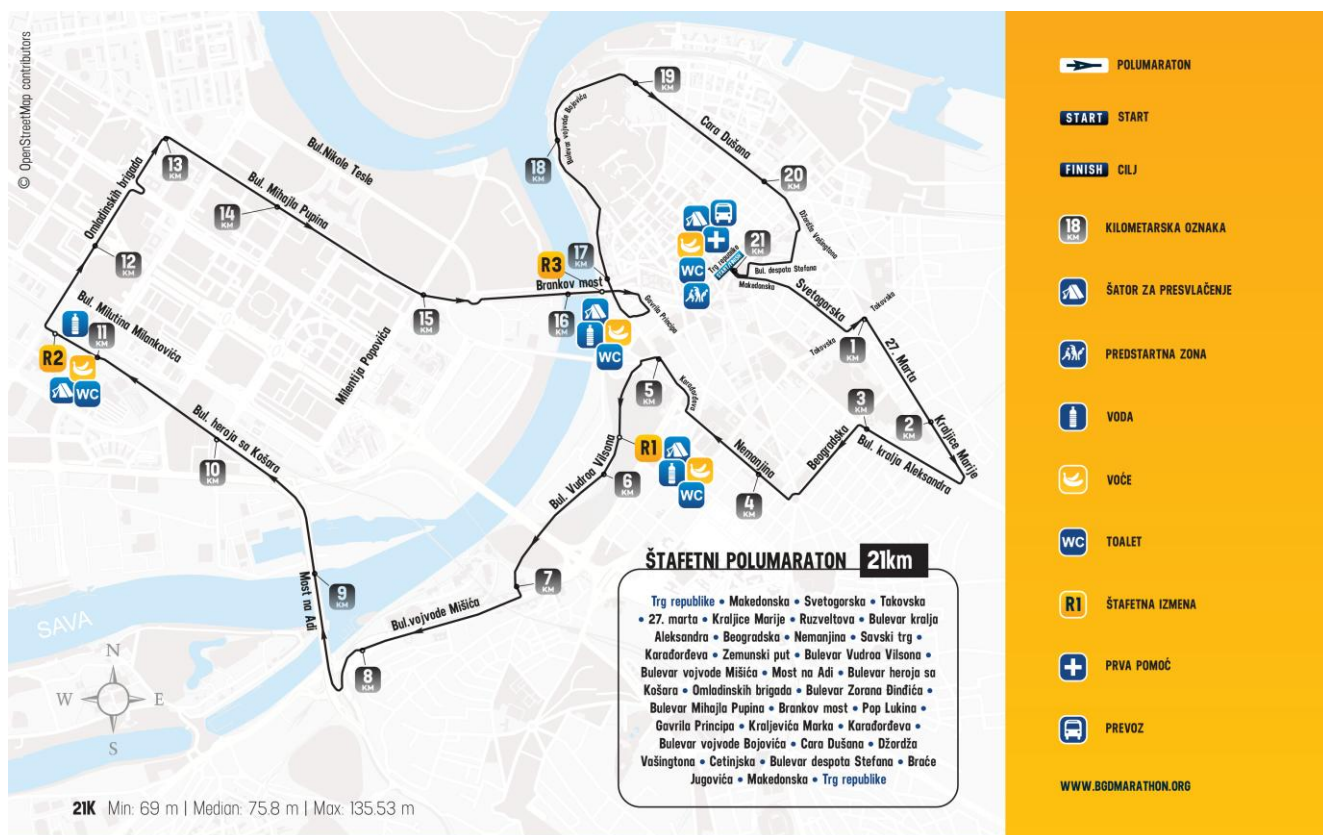 © OpenStreetMap contributors
19
KM
Bulevar vojvode Bojovića
Cara Dušana
13
KM
Omladinskih brigada
Bul.Nikole Tesle
Bul. Mihajla Pupina
14
KM
18
KM
20
KM
Džordža Vašingtona
12
KM
17
KM
21
KM
Trg republike
START/FINISH
WC
Bul. despota Stefana
Makedonska
Svetogorska
Takovska
Takovska
1
KM
27. Marta
R3
Brankov most
Gavrila Principa
15
KM
16
KM
WC
Bul. Milutina Milankovića
11
KM
R2
WC
Milentija Popovića
5
KM
Karađorđeva
3
KM
2
KM
Kraljice Marije
Bul. kralja Aleksandra
Beogradska
Nemanjina
4
KM
Bul. heroja sa Košara
10
KM
R1
WC
Bul. Vudroa Vilsona
6
KM
7
KM
Most na Adi
9
KM
Bul.vojvode Mišića
8
KM
SAVA
N
W
E
S
ŠTAFETNI POLUMARATON 21km
Trg republike • Makedonska • Svetogorska • Takovska
• 27. marta • Kraljice Marije • Ruzveltova • Bulevar kralja
Aleksandra • Beogradska • Nemanjina • Savski trg •
Karađorđeva • Zemunski put • Bulevar Vudroa Vilsona •
Bulevar vojvode Mišića • Most na Adi • Bulevar heroja sa
Košara • Omladinskih brigada • Bulevar Zorana Đinđića •
Bulevar Mihajla Pupina • Brankov most • Pop Lukina •
Gavrila Principa • Kraljevića Marka • Karađorđeva •
Bulevar vojvode Bojovića • Cara Dušana • Džordža
Vašingtona • Cetinjska • Bulevar despota Stefana • Braće
Jugovića • Makedonska • Trg republike
21K Min: 69 m | Median: 75.8 m | Max: 135.53 m
POLUMARATON
START START
FINISH CILJ
18 KM KILOMETARSKA OZNAKA
ŠATOR ZA PRESVLAČENJE
PREDSTARTNA ZONA
VODA
VOĆE
WC TOALET
R1 ŠTAFETNA IZMENA
PRVA POMOĆ
PREVOZ
WWW.BGDMARATHON.ORG